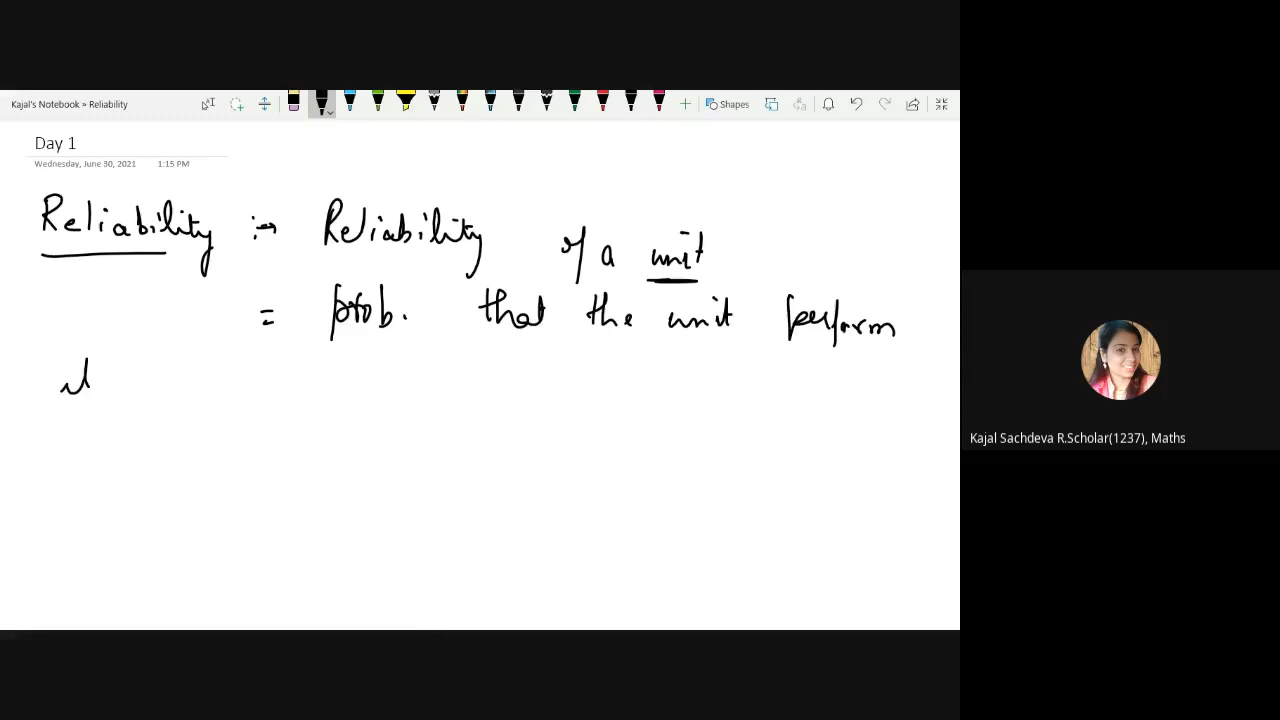 Kajal's Notebook » Reliability
Shapes
Day 1
Wednesday, June 30, 2021 1:15 PM
Reliability :→ Reliability of a unit
= prob. that the unit perform
Kajal Sachdeva R.Scholar(1237), Maths